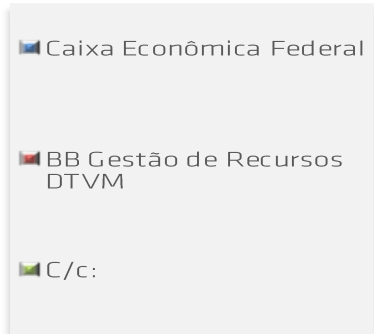 Caixa Econômica Federal
BB Gestão de Recursos
DTVM
C/c: